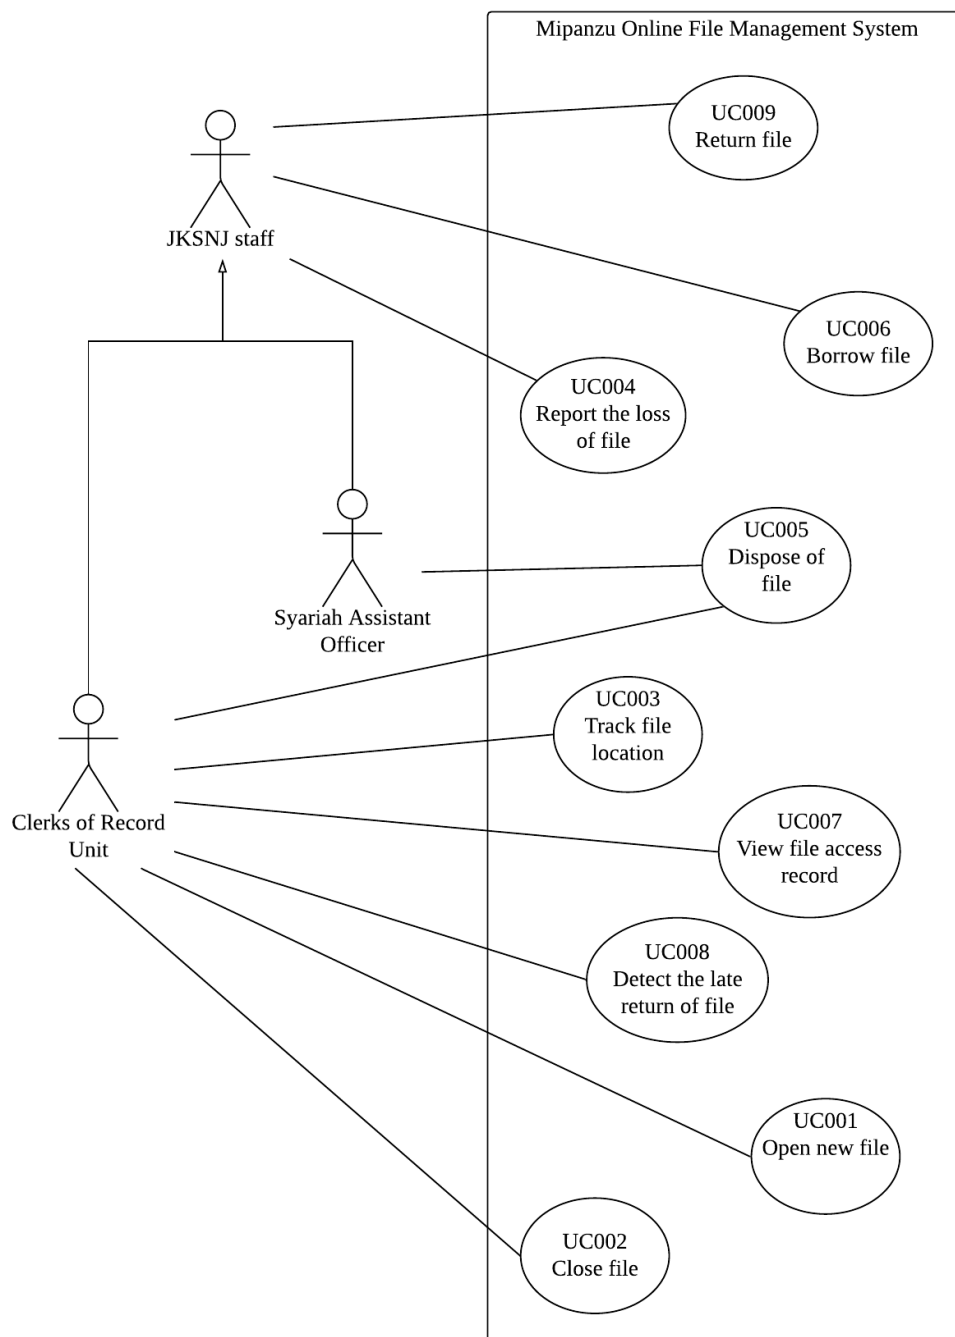 Mipanzu Online File Management System
UC009
Return file
JKSNJ staff
UC006
Borrow file
UC004
Report the loss
of file
UC005
Dispose of
file
Syariah Assistant
Officer
UC003
Track file
location
Clerks of Record
Unit
UC007
View file access
record
UC008
Detect the late
return of file
UC001
Open new file
UC002
Close file